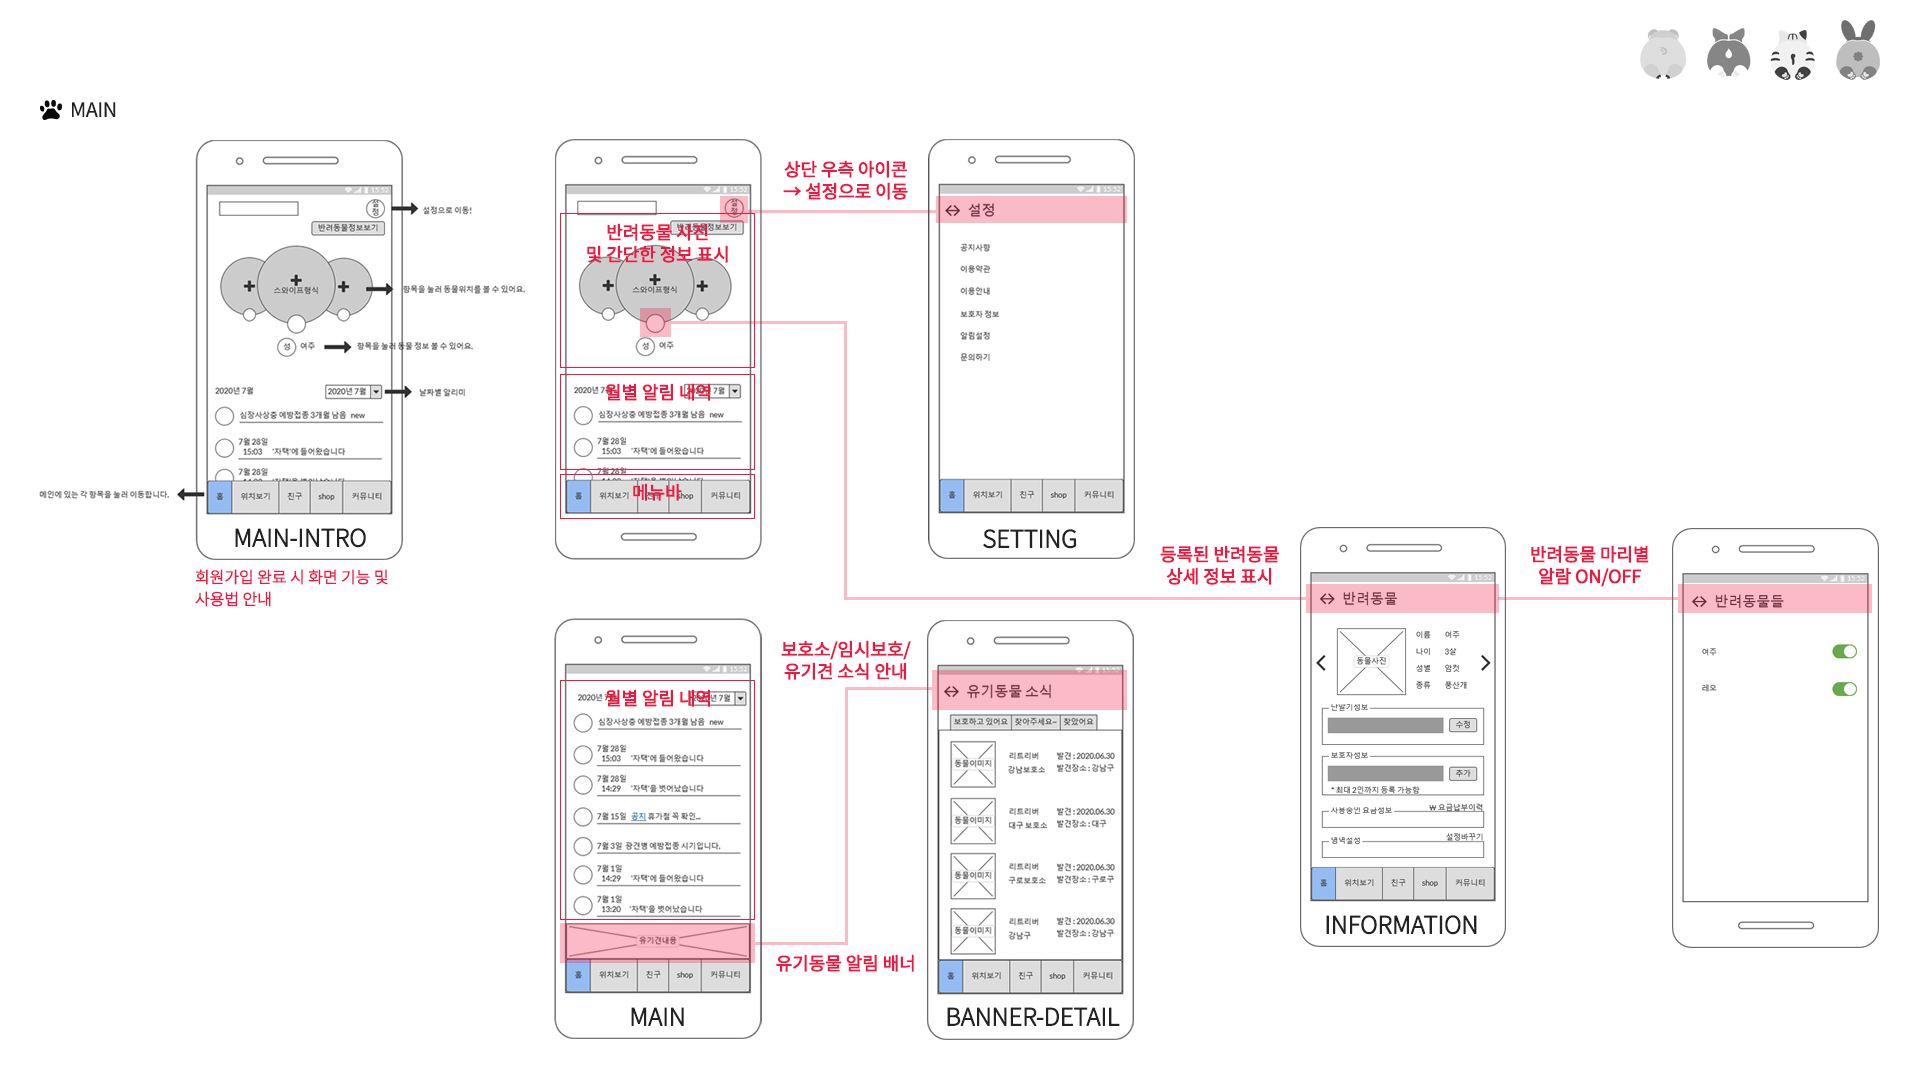 MAIN
15:52
설정
반려동물정보보기
스와이프형식
성 여주
2020년 7월
2020년 7월
심장사상충 예방접종 3개월 남음 new
7월 28일
15:03 '자택'에 들어왔습니다
7월 28일
홈 위치보기 친구 shop 커뮤니티
설정으로 이동!
항목을 눌러 동물위치를 볼 수 있어요.
항목을 눌러 동물 정보 볼 수 있어요.
날짜별 알리미
메인에 있는 각 항목을 눌러 이동합니다.
MAIN-INTRO
회원가입 완료 시 화면 기능 및
사용법 안내
15:52
설정
반려동물 사진
및 간단한 정보 표시
스와이프형식
성 여주
2020년 7월
월별 알림 내역
심장사상충 예방접종 3개월 남음 new
7월 28일
15:03 '자택'에 들어왔습니다
7월 28일
메뉴바
홈 위치보기 친구 shop 커뮤니티
상단 우측 아이콘
→ 설정으로 이동
15:52
설정
공지사항
이용약관
이용안내
보호자 정보
알림설정
문의하기
홈 위치보기 친구 shop 커뮤니티
SETTING
15:52
2020년 7월
월별 알림 내역
심장사상충 예방접종 3개월 남음 new
7월 28일
15:03 '자택'에 들어왔습니다
7월 28일
14:29 '자택'을 벗어났습니다
7월 15일 공지 휴가철 꼭 확인...
7월 3일 광견병 예방접종 시기입니다.
7월 1일
14:29 '자택'에 들어왔습니다
7월 1일
13:20 '자택'을 벗어났습니다
유기견내용
홈 위치보기 친구 shop 커뮤니티
MAIN
보호소/임시보호/
유기견 소식 안내
유기동물 알림 배너
유기동물 소식
보호하고 있어요 찾아주세요~ 찾았어요
동물이미지
리트리버 발견 : 2020.06.30
강남보호소 발견장소 : 강남구
동물이미지
리트리버 발견 : 2020.06.30
대구 보호소 발견장소 : 대구
동물이미지
리트리버 발견 : 2020.06.30
구로보호소 발견장소 : 구로구
동물이미지
리트리버 발견 : 2020.06.30
강남구 발견장소 : 강남구
홈 위치보기 친구 shop 커뮤니티
BANNER-DETAIL
등록된 반려동물
상세 정보 표시
15:52
반려동물
동물사진
이름 여주
나이 3살
성별 암컷
종류 풍산개
단말기정보
수정
보호자정보
추가
* 최대 2인까지 등록 가능함
사용중인 요금정보
₩ 요금납부이력
영역설정
설정바꾸기
홈 위치보기 친구 shop 커뮤니티
INFORMATION
반려동물 마리별
알람 ON/OFF
15:52
반려동물들
여주
레오